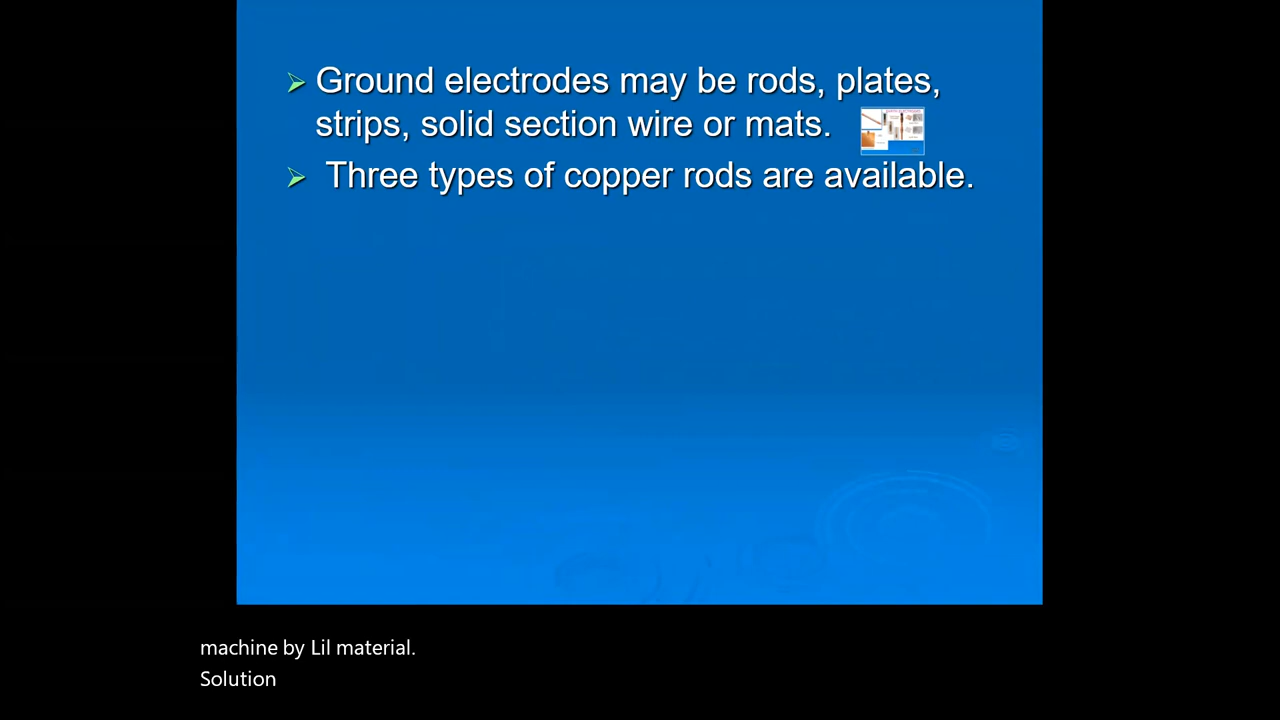 Ground electrodes may be rods, plates,
strips, solid section wire or mats.
Three types of copper rods are available.
machine by Lil material.
Solution